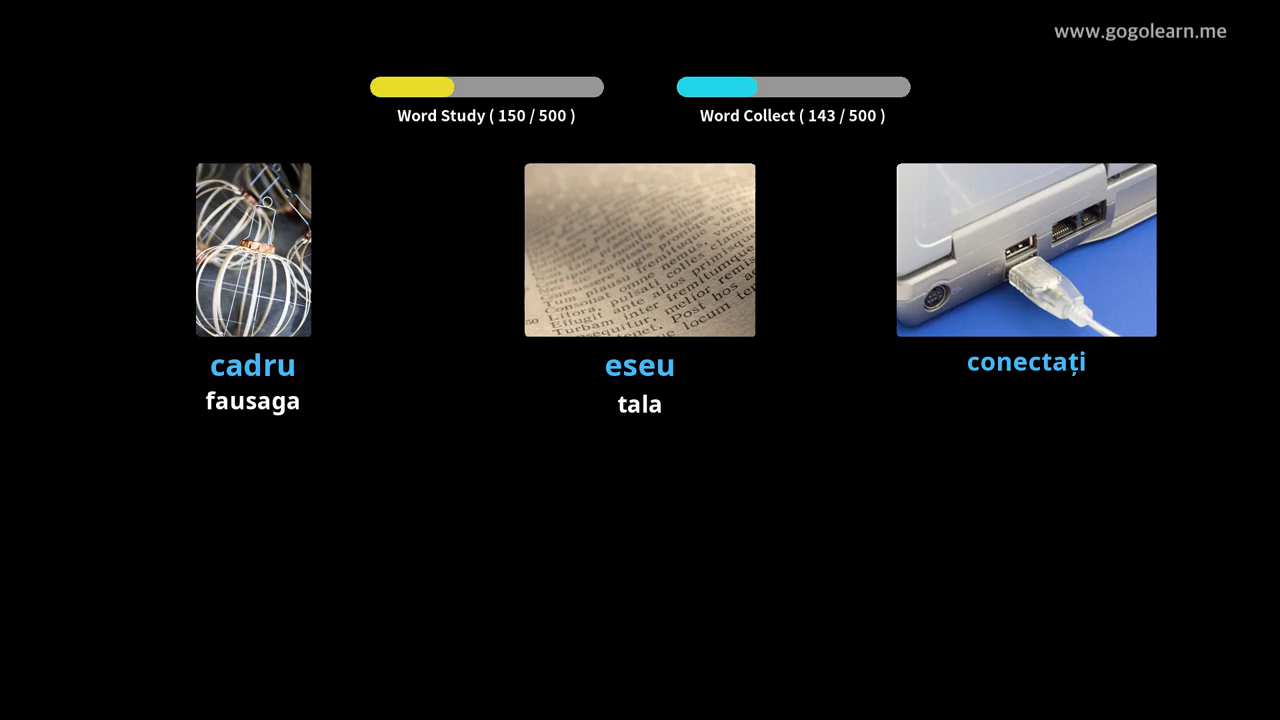 www.gogolearn.me
Word Study ( 150 / 500 )
Word Collect ( 143 / 500 )
cadru
fausaga
eseu
tala
conectați